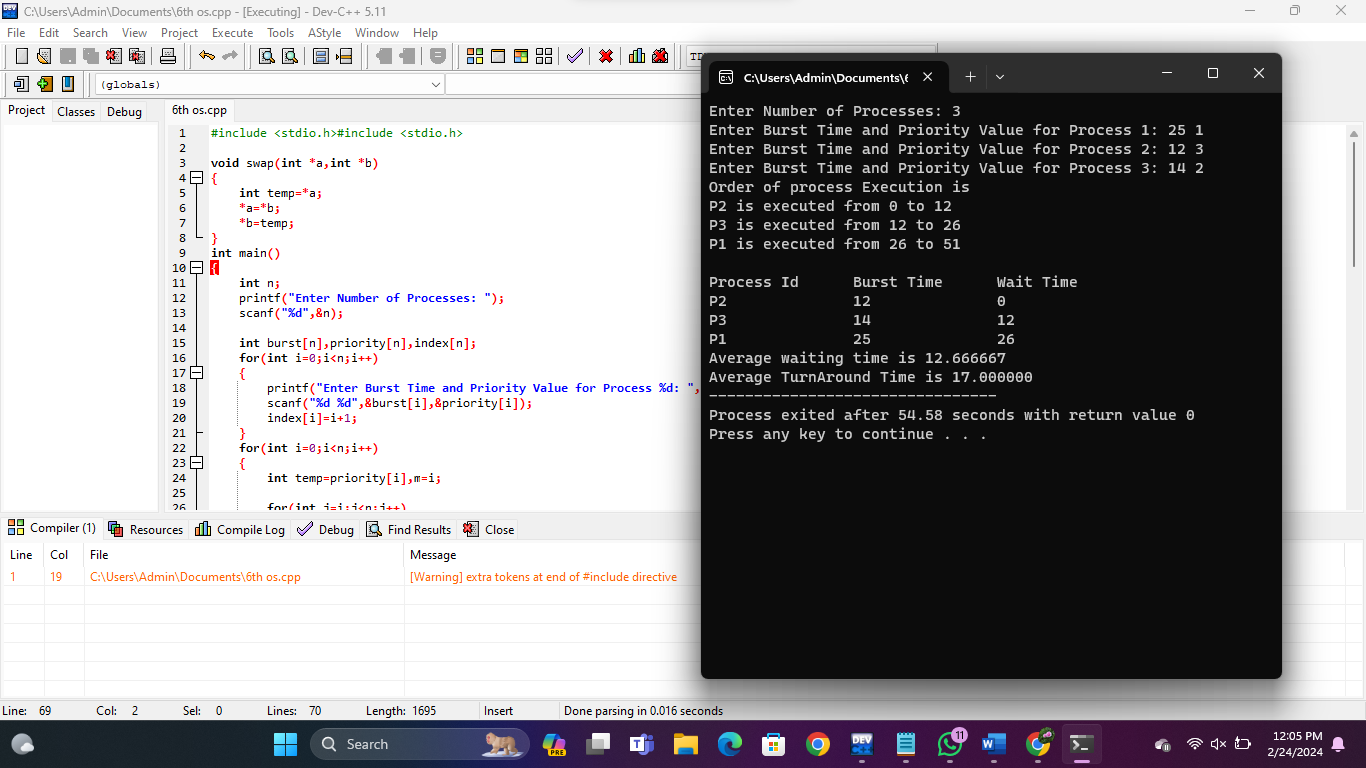 C:\Users\Admin\Documents\6th os.cpp - [Executing] - Dev-C++ 5.11
File Edit Search View Project Execute Tools AStyle Window Help
(globals)
Project Classes Debug
6th os.cpp
1 #include <stdio.h>#include <stdio.h>
2
3 void swap(int *a,int *b)
4 {
5 int temp=*a;
6 *a=*b;
7 *b=temp;
8 }
9 int main()
10 {
11 int n;
12 printf("Enter Number of Processes: ");
13 scanf("%d",&n);
14
15 int burst[n],priority[n],index[n];
16 for(int i=0;i<n;i++)
17 {
18 printf("Enter Burst Time and Priority Value for Process %d: ",
19 scanf("%d %d",&burst[i],&priority[i]);
20 index[i]=i+1;
21 }
22 for(int i=0;i<n;i++)
23 {
24 int temp=priority[i],m=i;
25
26 for(int j=i;j<n;j++)
C:\Users\Admin\Documents\6
Enter Number of Processes: 3
Enter Burst Time and Priority Value for Process 1: 25 1
Enter Burst Time and Priority Value for Process 2: 12 3
Enter Burst Time and Priority Value for Process 3: 14 2
Order of process Execution is
P2 is executed from 0 to 12
P3 is executed from 12 to 26
P1 is executed from 26 to 51
Process Id Burst Time Wait Time
P2 12 0
P3 14 12
P1 25 26
Average waiting time is 12.666667
Average TurnAround Time is 17.000000
--------------------------------
Process exited after 54.58 seconds with return value 0
Press any key to continue . . .
Compiler (1) Resources Compile Log Debug Find Results Close
Line Col File Message
1 19 C:\Users\Admin\Documents\6th os.cpp [Warning] extra tokens at end of #include directive
Line: 69 Col: 2 Sel: 0 Lines: 70 Length: 1695 Insert Done parsing in 0.016 seconds
Search
PRE
DEV
11
12:05 PM
2/24/2024